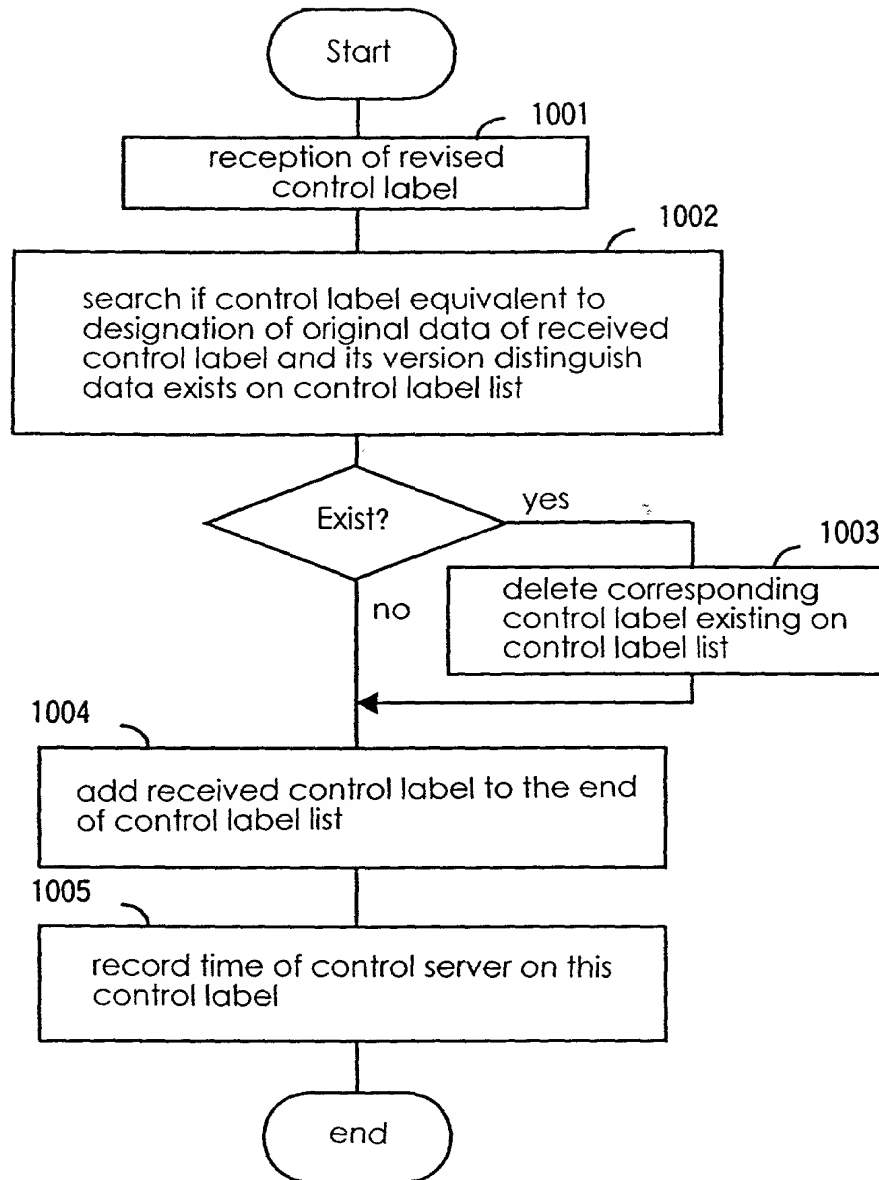 Start
1001
reception of revised
control label
1002
search if control label equivalent to
designation of original data of received
control label and its version distinguish
data exists on control label list
Exist?
yes
no
1003
delete corresponding
control label existing on
control label list
1004
add received control label to the end
of control label list
1005
record time of control server on this
control label
end